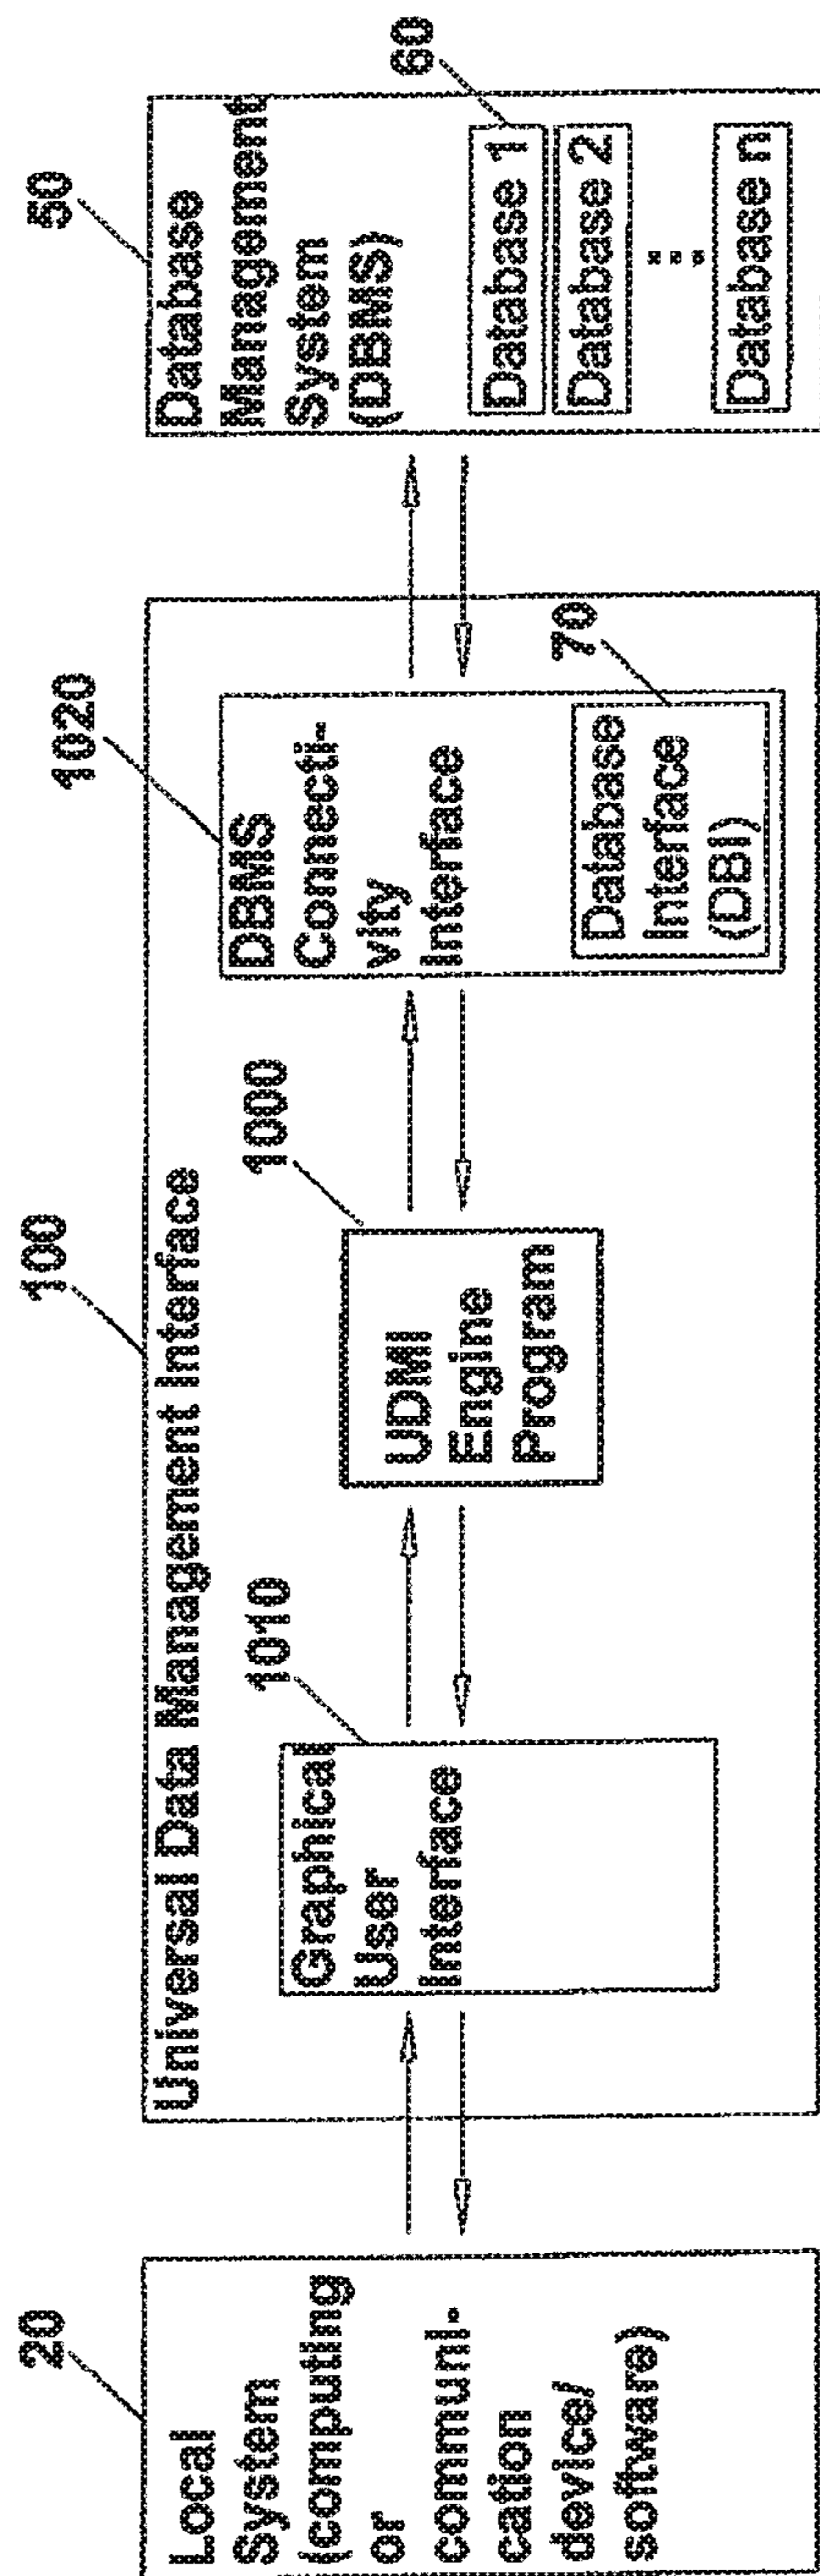 20
Local
System
(computing
or
communi-
cation
device/
software)
100
Universal Data Management Interface
1010
Graphical
User
Interface
1000
UDMI
Engine
Program
1020
DBMS
Connecti-
vity
Interface
70
Database
Interface
(DBI)
50
Database
Management
System
(DBMS)
60
Database 1
Database 2
...
Database n